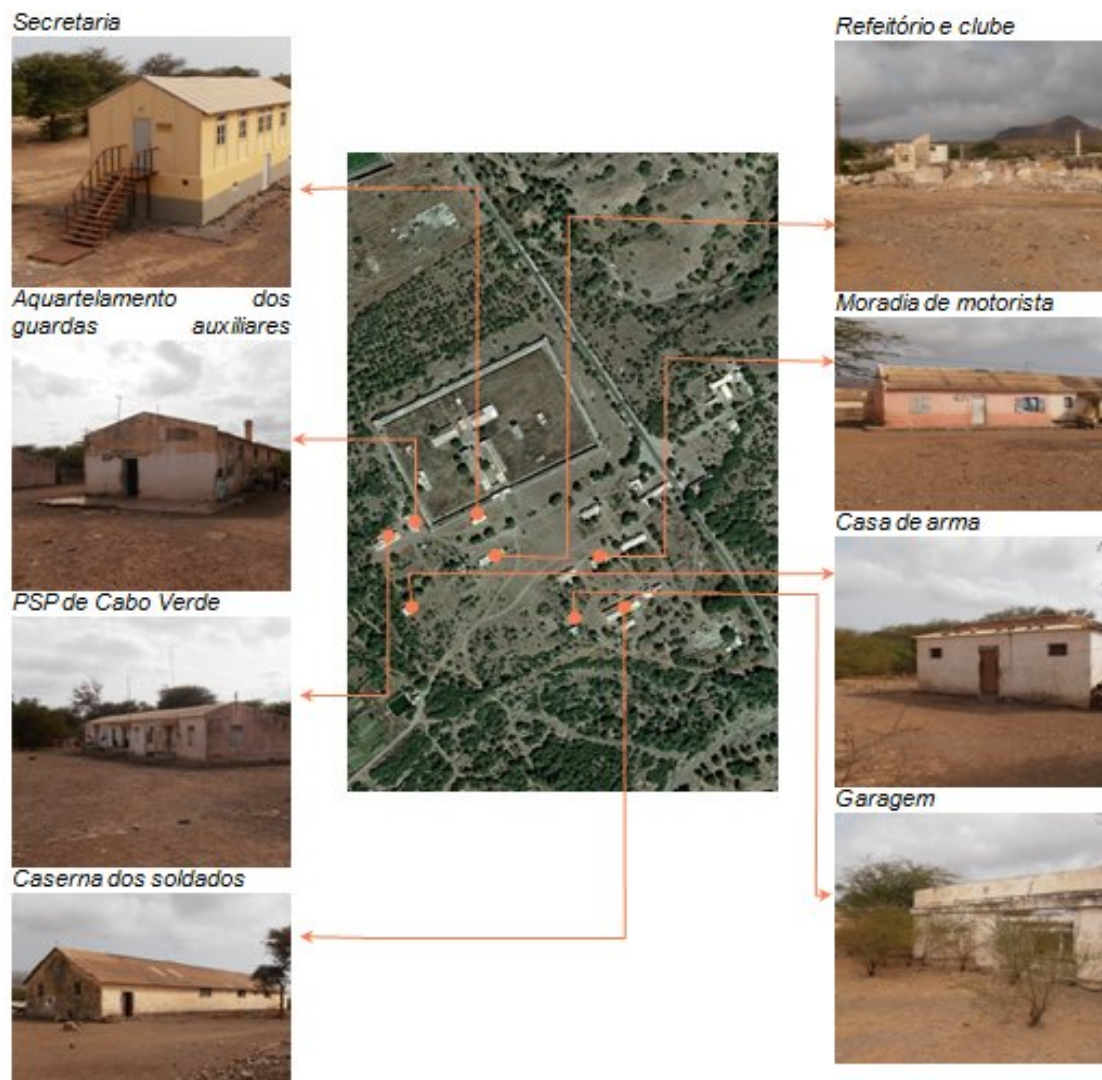 Secretaria
Aquartelamento dos
guardas auxiliares
PSP de Cabo Verde
Caserna dos soldados
Refeitório e clube
Moradia de motorista
Casa de arma
Garagem